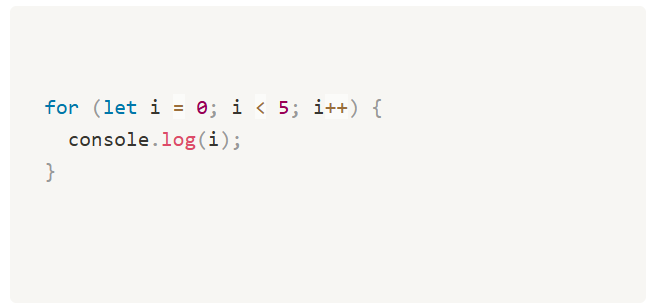 for (let i = 0; i < 5; i++) {
  console.log(i);
}